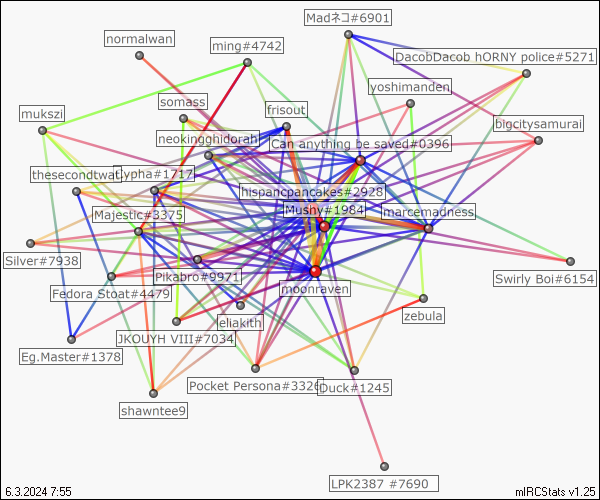 Madネコ#6901
normalwan
ming#4742
DacobDacob hORNY police#5271
yoshimanden
somass
frisout
mukszi
bigcitysamurai
neokingghidorah
Can anything be saved#0396
thesecondtwat
Cypha#1717
hispancpancakes#2928
Majestic#3375
Musny#1984
marcemadness
Silver#7938
Pikabro#9971
Swirly Boi#6154
Fedora Stoat#4479
moonraven
zebula
eliakith
JKOUYH VIII#7034
Eg.Master#1378
Pocket Persona#3326
Duck#1245
shawntee9
LPK2387 #7690
6.3.2024 7:55
mIRCStats v1.25